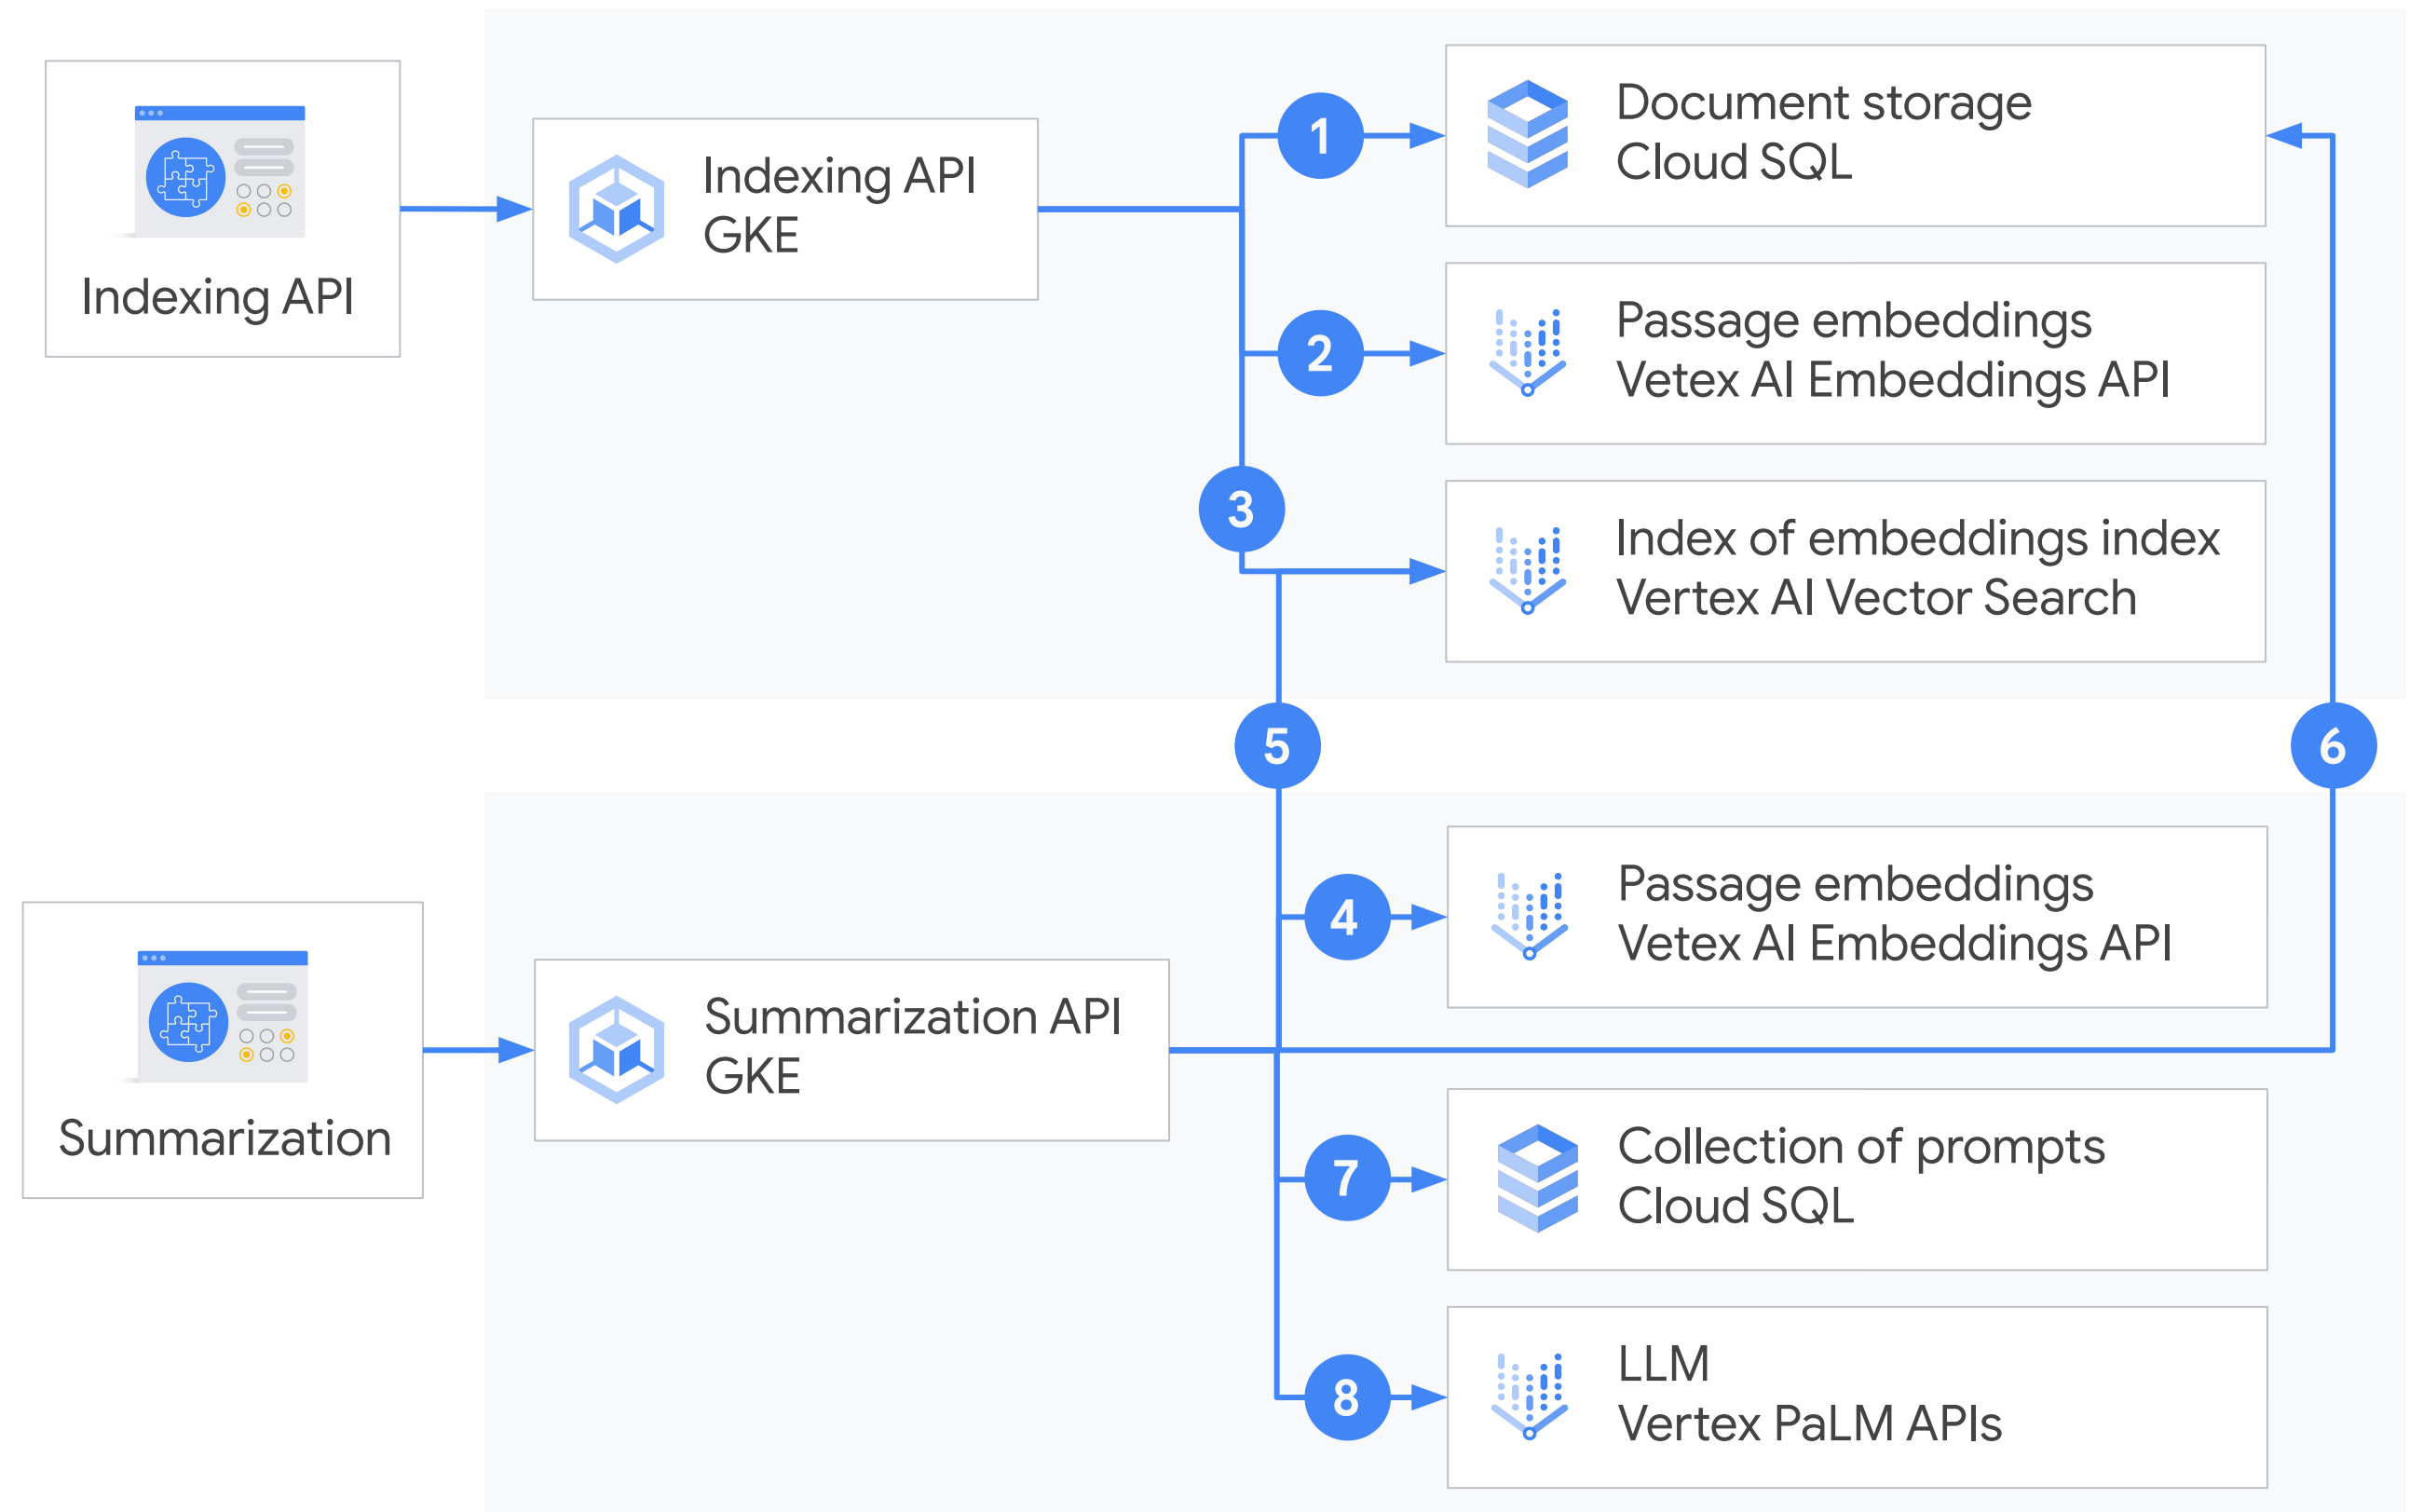 Indexing API
Indexing API
GKE
1
Document storage
Cloud SQL
2
Passage embeddings
Vetex AI Embeddings API
3
Index of embeddings index
Vertex AI Vector Search
5
6
Summarization
Summarization API
GKE
4
Passage embeddings
Vetex AI Embeddings API
7
Collection of prompts
Cloud SQL
8
LLM
Vertex PaLM APIs